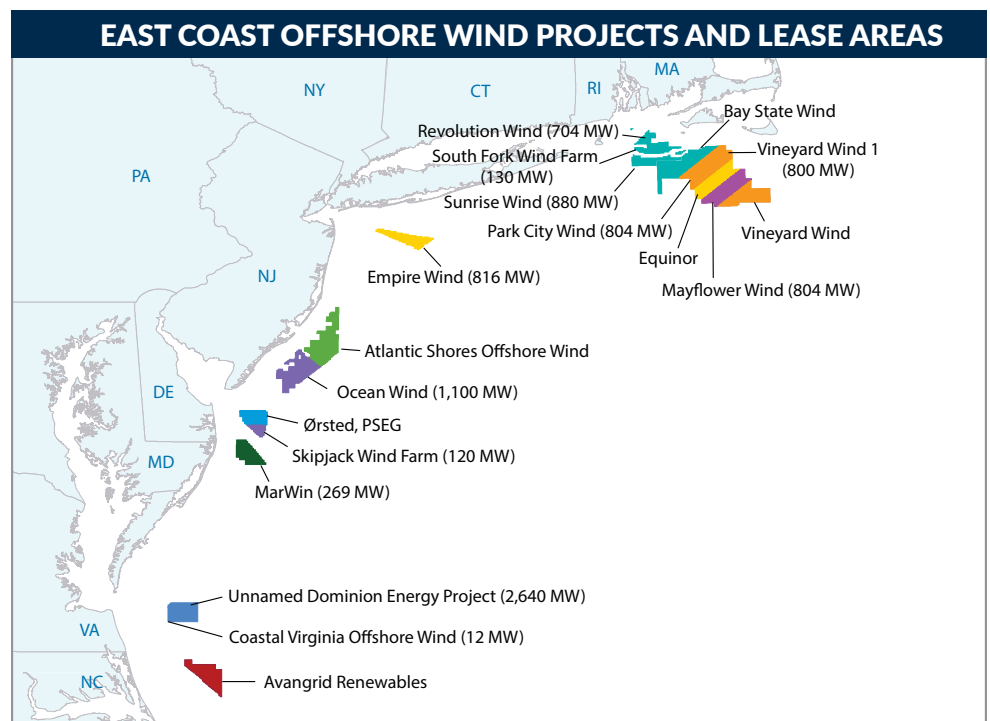 EAST COAST OFFSHORE WIND PROJECTS AND LEASE AREAS
MA
NY
CT
RI
Bay State Wind
Revolution Wind (704 MW)
South Fork Wind Farm
(130 MW)
Vineyard Wind 1
(800 MW)
PA
Sunrise Wind (880 MW)
Park City Wind (804 MW)
Vineyard Wind
Equinor
Mayflower Wind (804 MW)
Empire Wind (816 MW)
NJ
Atlantic Shores Offshore Wind
Ocean Wind (1,100 MW)
DE
Ørsted, PSEG
Skipjack Wind Farm (120 MW)
MD
MarWin (269 MW)
Unnamed Dominion Energy Project (2,640 MW)
VA
Coastal Virginia Offshore Wind (12 MW)
NC
Avangrid Renewables